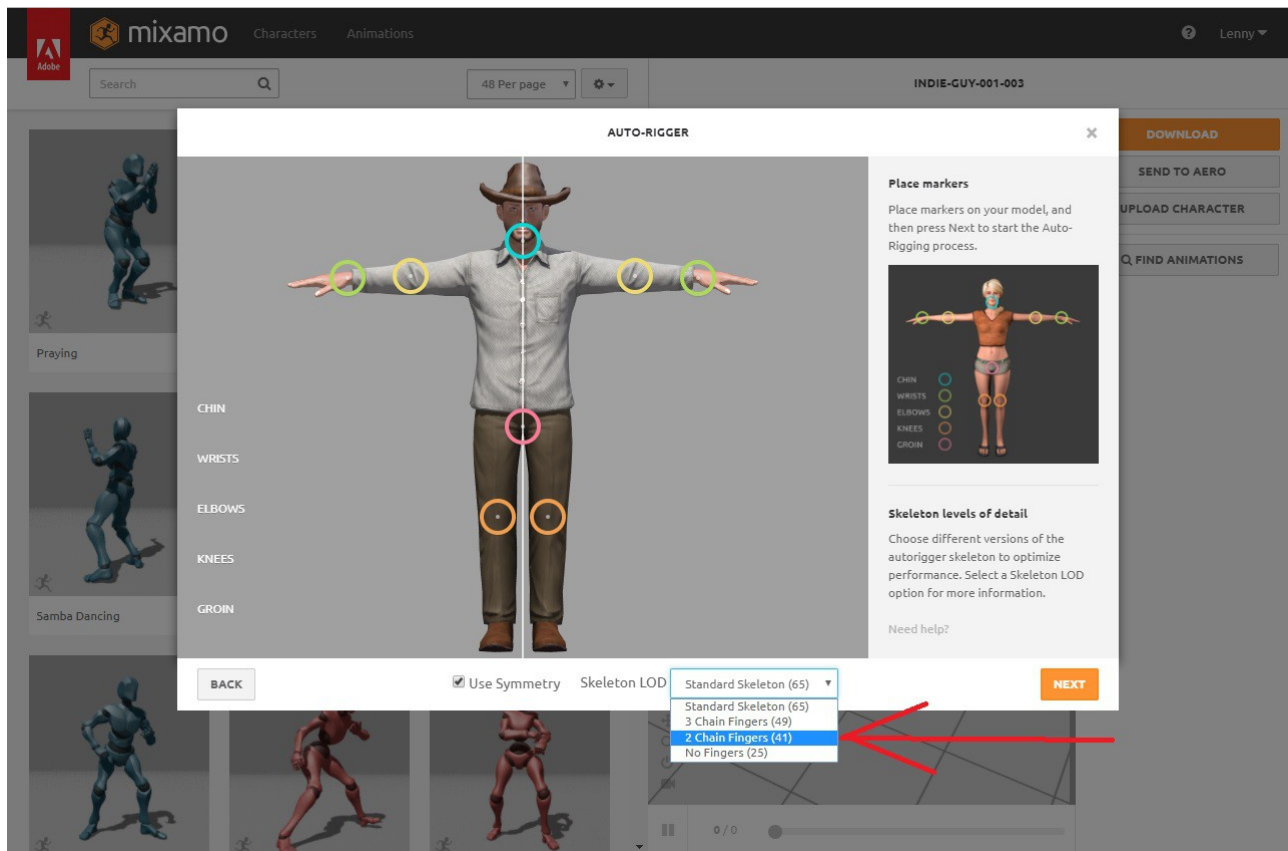 Adobe
mixamo
Characters
Animations
Lenny
Search
48 Per page
INDIE-GUY-001-003
AUTO-RIGGER
DOWNLOAD
SEND TO AERO
UPLOAD CHARACTER
FIND ANIMATIONS
Praying
Samba Dancing
CHIN
WRISTS
ELBOWS
KNEES
GROIN
Place markers
Place markers on your model, and
then press Next to start the Auto-
Rigging process.
CHIN
WRISTS
ELBOWS
KNEES
GROIN
Skeleton levels of detail
Choose different versions of the
autorigger skeleton to optimize
performance. Select a Skeleton LOD
option for more information.
Need help?
BACK
Use Symmetry
Skeleton LOD
Standard Skeleton (65)
Standard Skeleton (65)
3 Chain Fingers (49)
2 Chain Fingers (41)
No Fingers (25)
NEXT
0 / 0